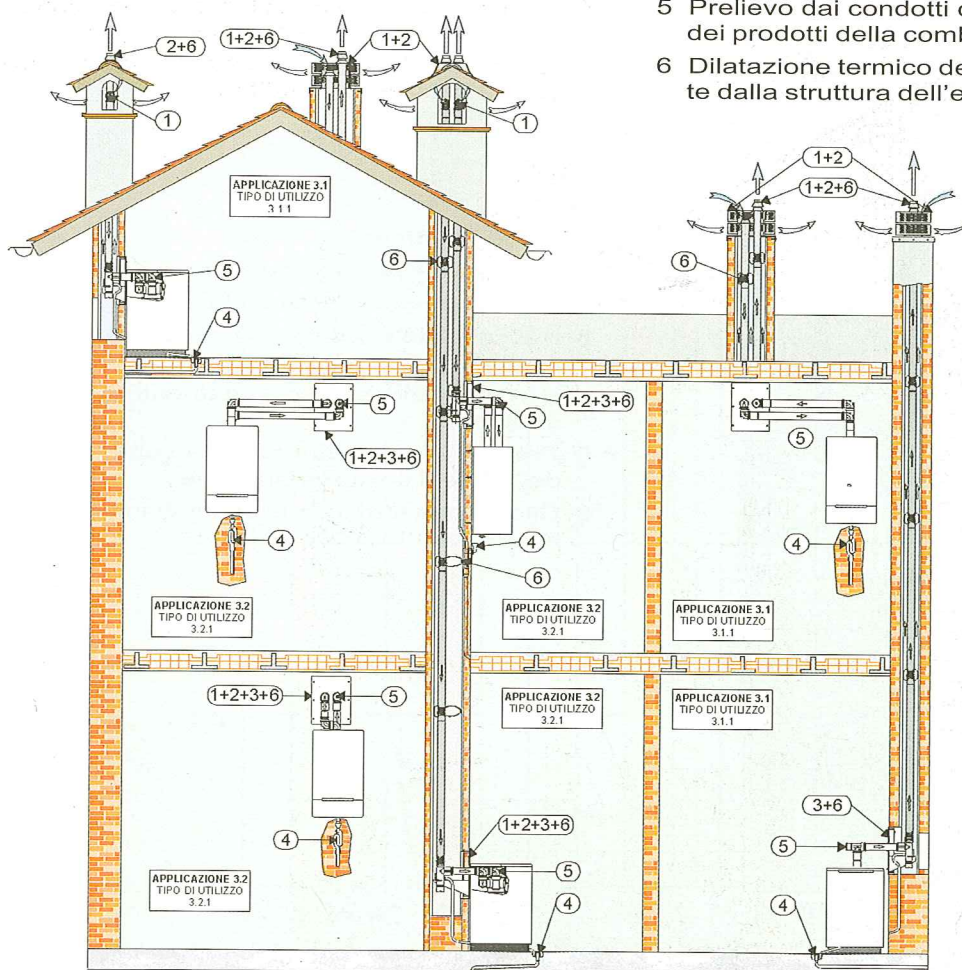 5 Prelievo dai condotti
dei prodotti della
6 Dilatazione termico
te dalla struttura
2+6
1+2+6
1+2
1
1
1+2
1+2+6
APPLICAZIONE 3.1
TIPO DI UTILIZZO
3.1.1
5
6
6
4
5
1+2+3+6
5
5
1+2+3+6
4
4
4
6
APPLICAZIONE 3.2
TIPO DI UTILIZZO
3.2.1
APPLICAZIONE 3.2
TIPO DI UTILIZZO
3.2.1
APPLICAZIONE 3.1
TIPO DI UTILIZZO
3.1.1
1+2+3+6
5
APPLICAZIONE 3.2
TIPO DI UTILIZZO
3.2.1
APPLICAZIONE 3.1
TIPO DI UTILIZZO
3.1.1
4
1+2+3+6
3+6
5
5
APPLICAZIONE 3.2
TIPO DI UTILIZZO
3.2.1
4
4